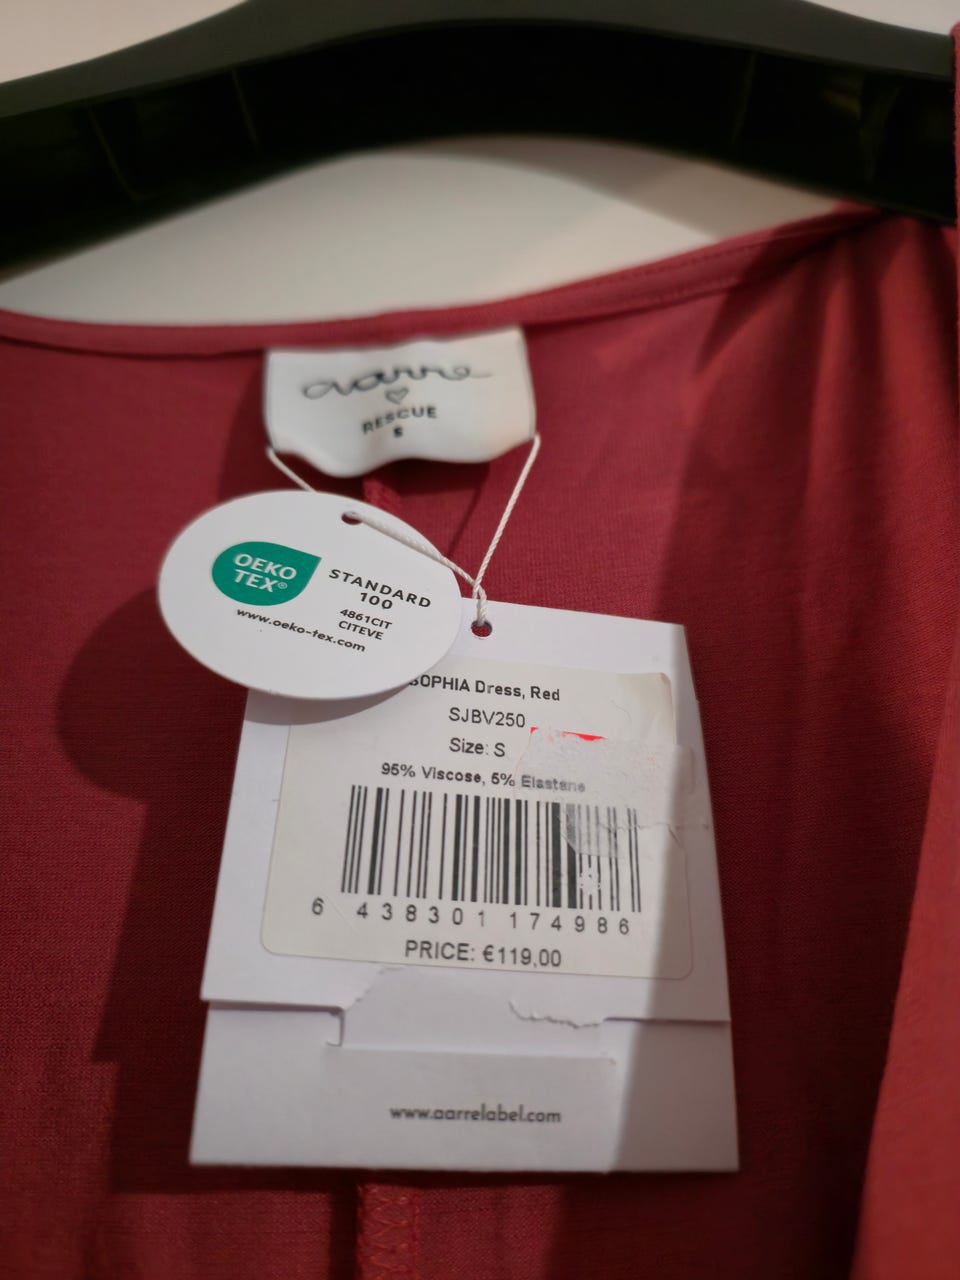 aarre
RESCUE
S
OEKO
TEX®
STANDARD
100
4861CIT
CITEVE
www.oeko-tex.com
SOPHIA Dress, Red
SJBV250
Size: S
95% Viscose, 5% Elastane
6 438301 174986
PRICE: €119,00
www.aarrelabel.com